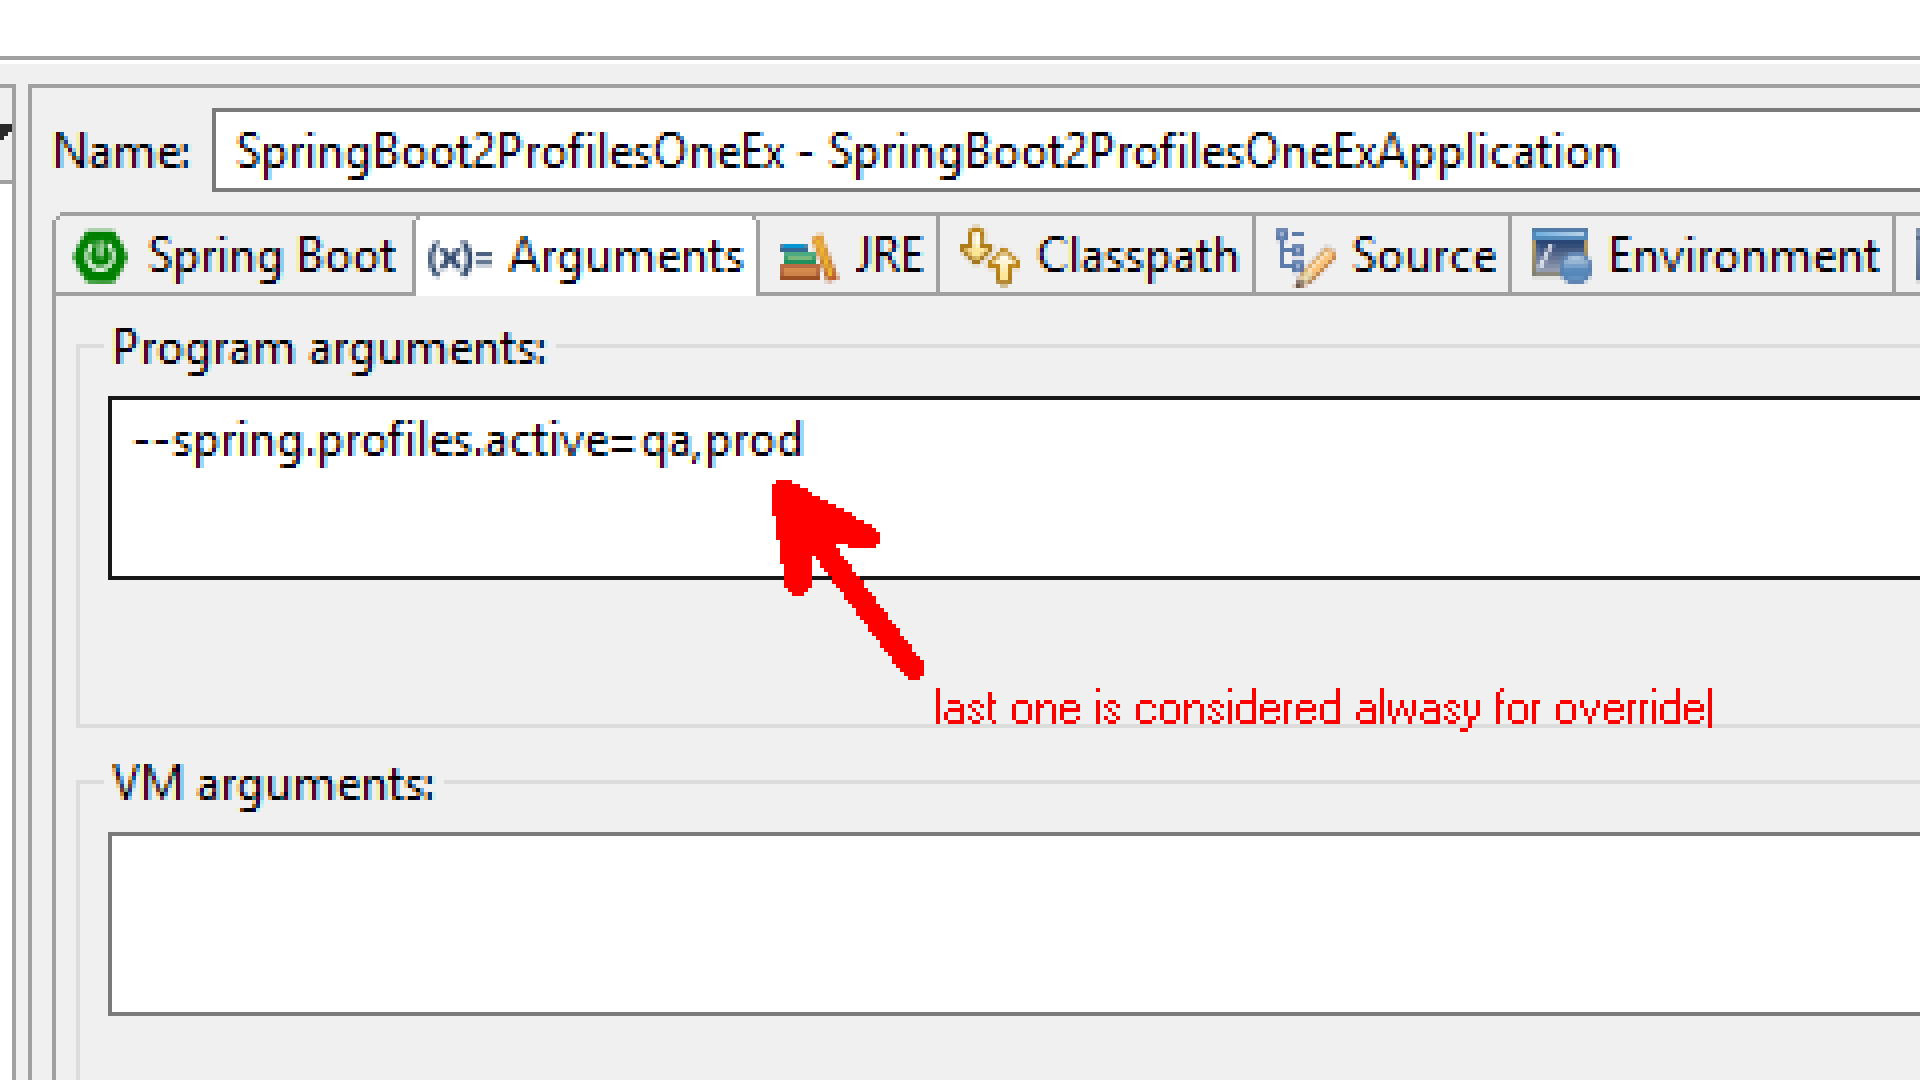 Name: SpringBoot2ProfilesOneEx - SpringBoot2ProfilesOneExApplication
Spring Boot (x)= Arguments JRE Classpath Source Environment
Program arguments:
--spring.profiles.active=qa,prod
last one is considered alwasy for override
VM arguments: